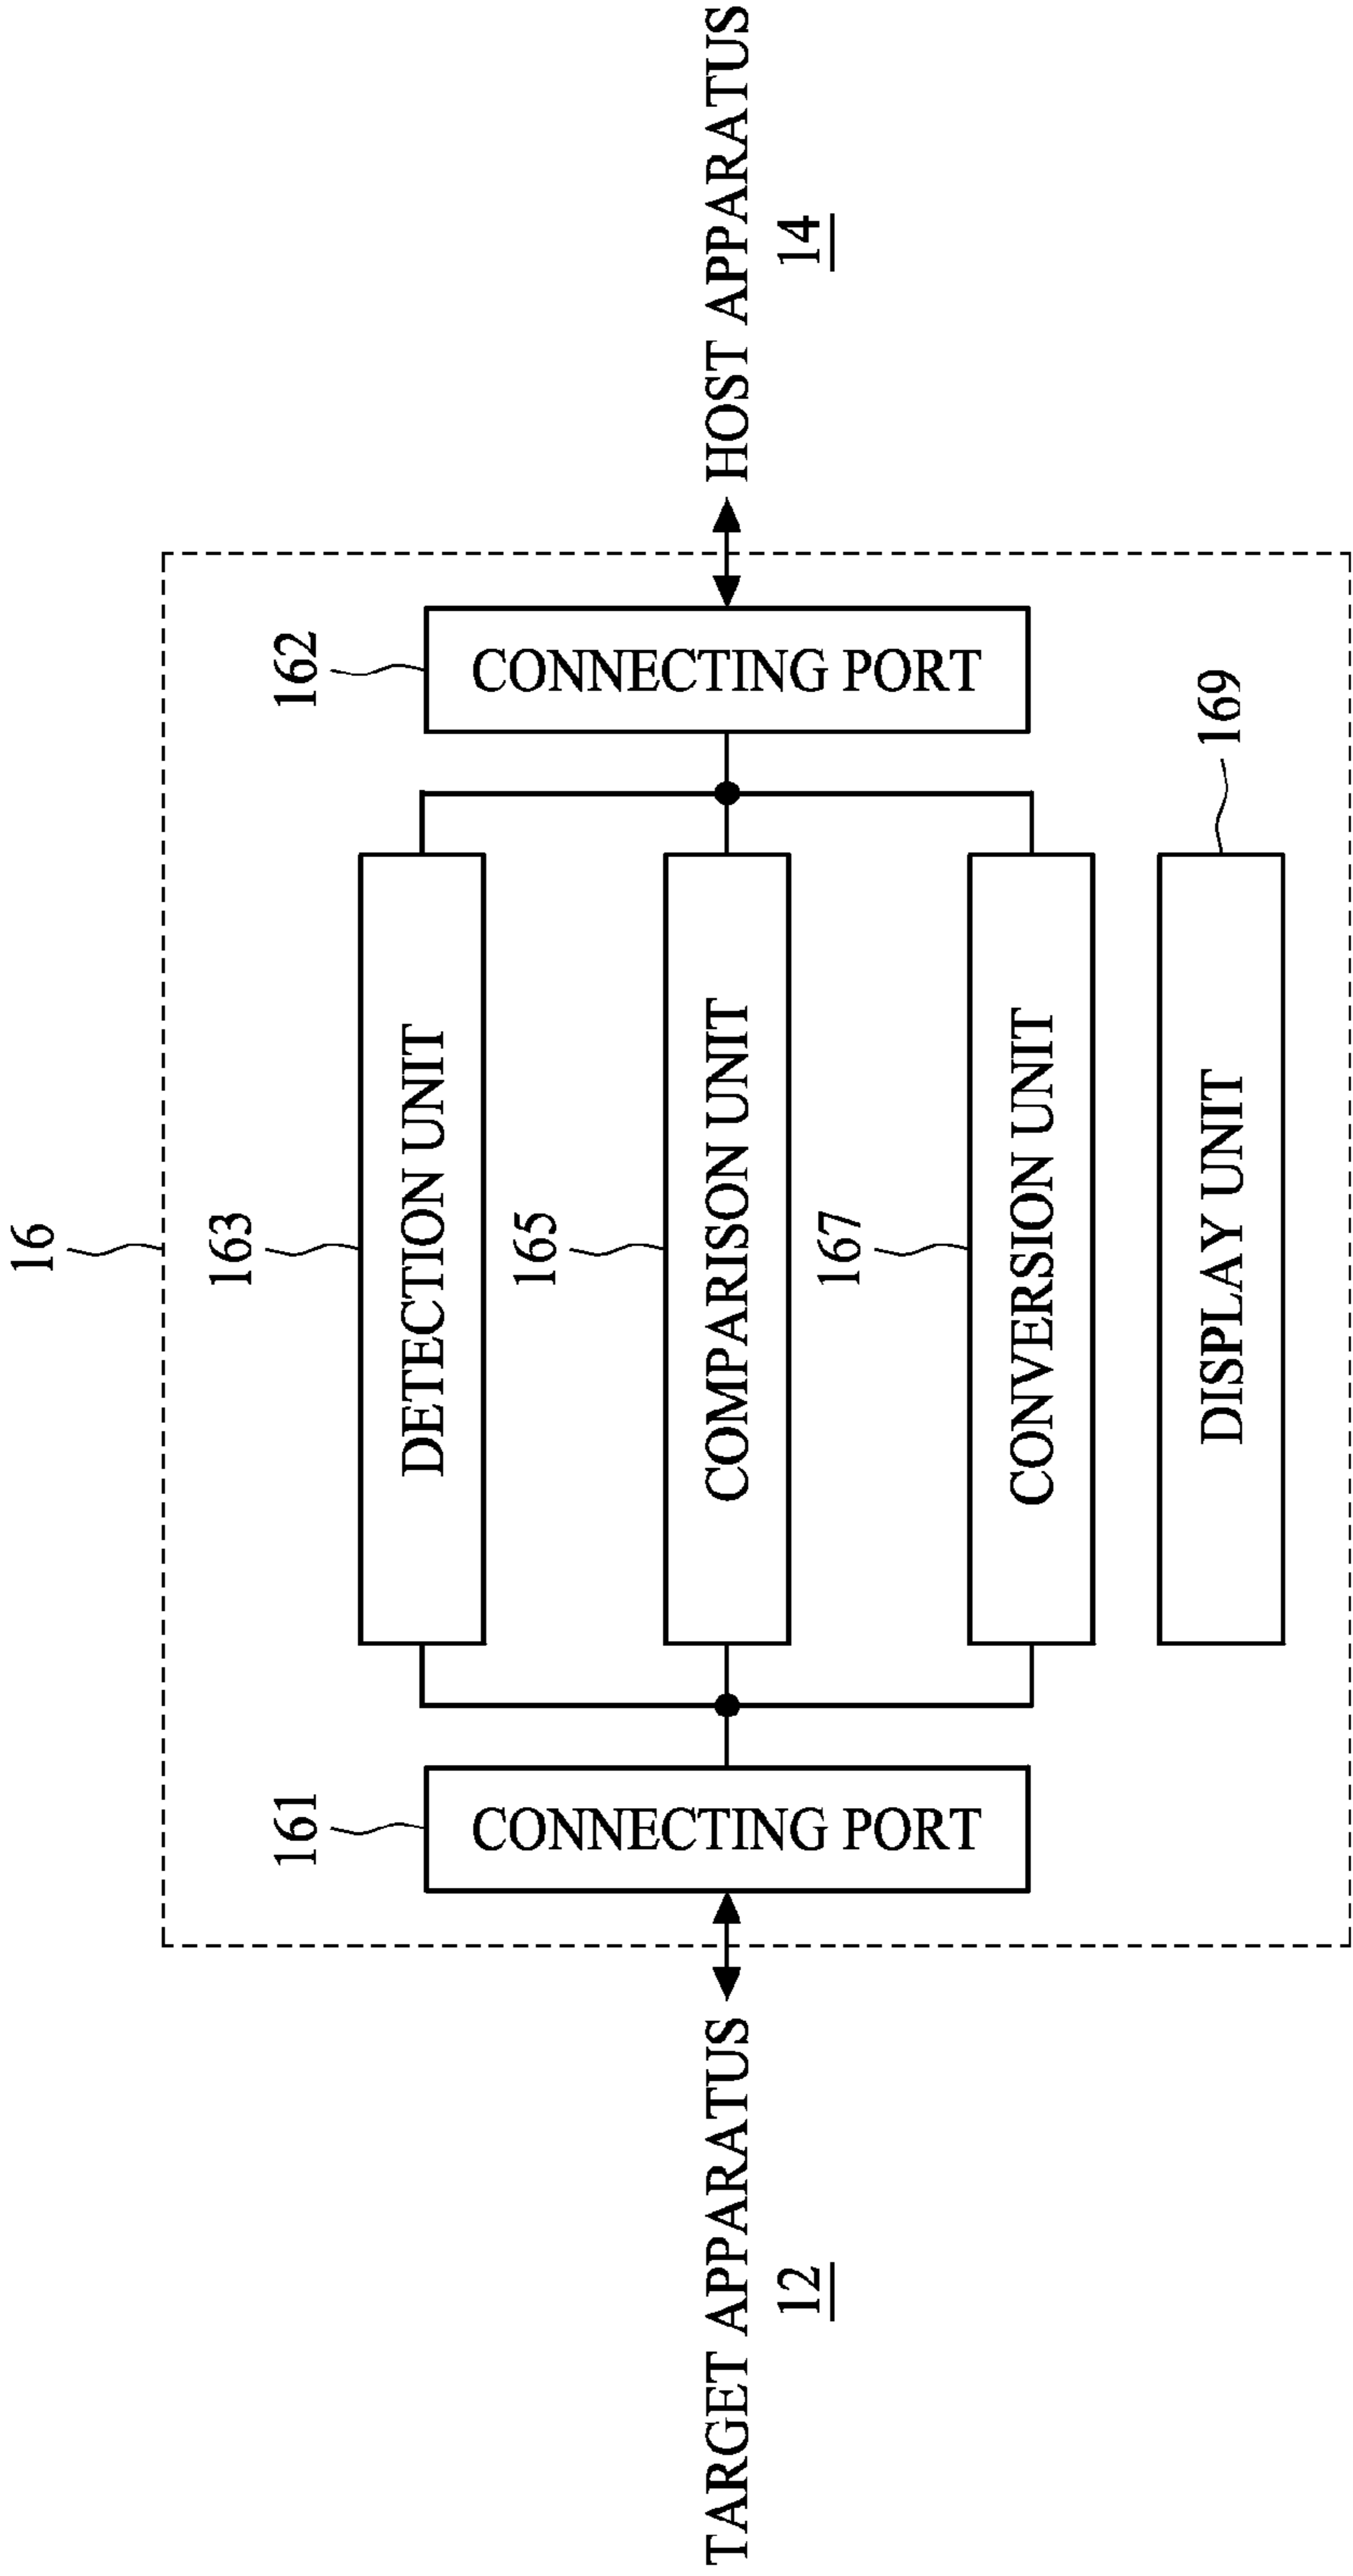 16
163
DETECTION UNIT
161
162
CONNECTING PORT
CONNECTING PORT
165
TARGET APPARATUS
COMPARISON UNIT
HOST APPARATUS
12
14
167
CONVERSION UNIT
169
DISPLAY UNIT